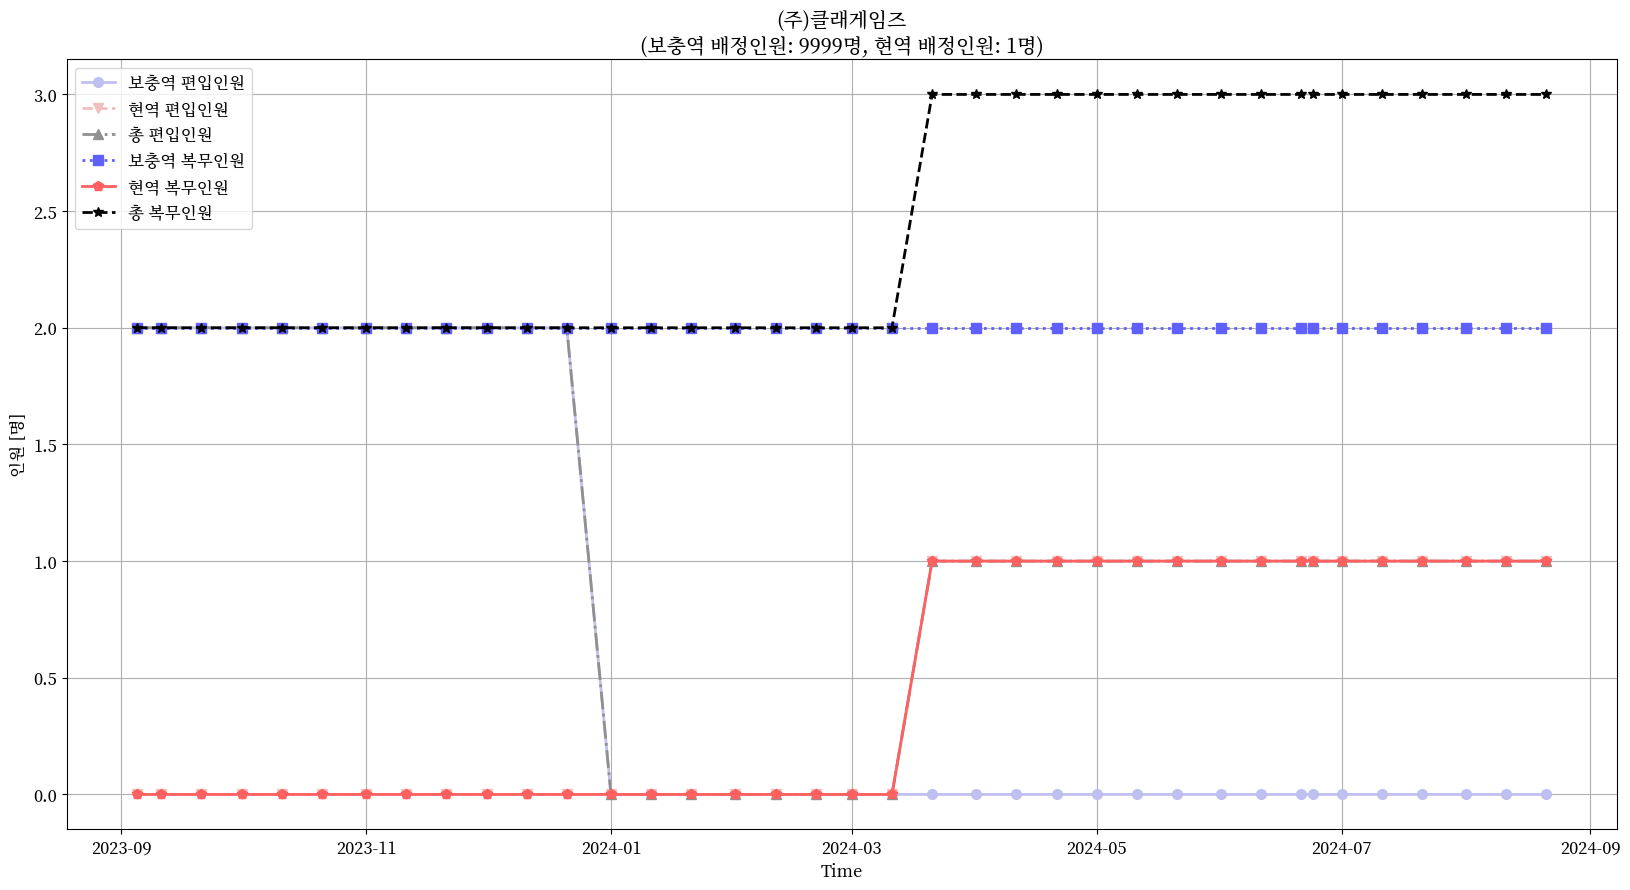 (주)클래게임즈
(보충역 배정인원: 9999명, 현역 배정인원: 1명)
보충역 편입인원
현역 편입인원
총 편입인원
보충역 복무인원
현역 복무인원
총 복무인원
3.0
2.5
2.0
1.5
1.0
0.5
0.0
인원 [명]
2023-09 2023-11 2024-01 2024-03 2024-05 2024-07 2024-09
Time